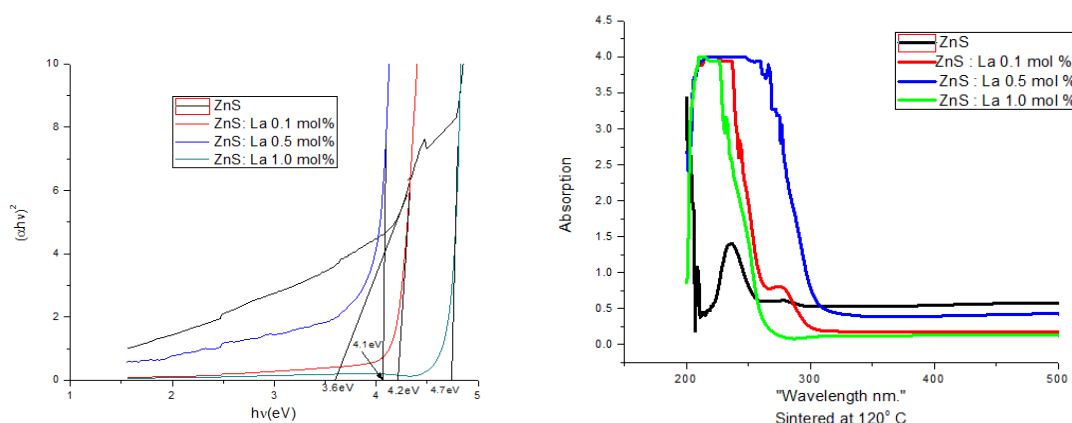 10
8
6
4
2
0
(αhν)²
ZnS
ZnS: La 0.1 mol%
ZnS: La 0.5 mol%
ZnS: La 1.0 mol%
4.1eV
3.6eV
4.2eV
4.7eV
1
2
3
4
5
hν(eV)
ZnS
ZnS : La 0.1 mol %
ZnS : La 0.5 mol %
ZnS : La 1.0 mol %
4.0
3.5
3.0
2.5
2.0
1.5
1.0
0.5
0.0
Absorption
200
300
400
500
"Wavelength nm."
Sintered at 120° C